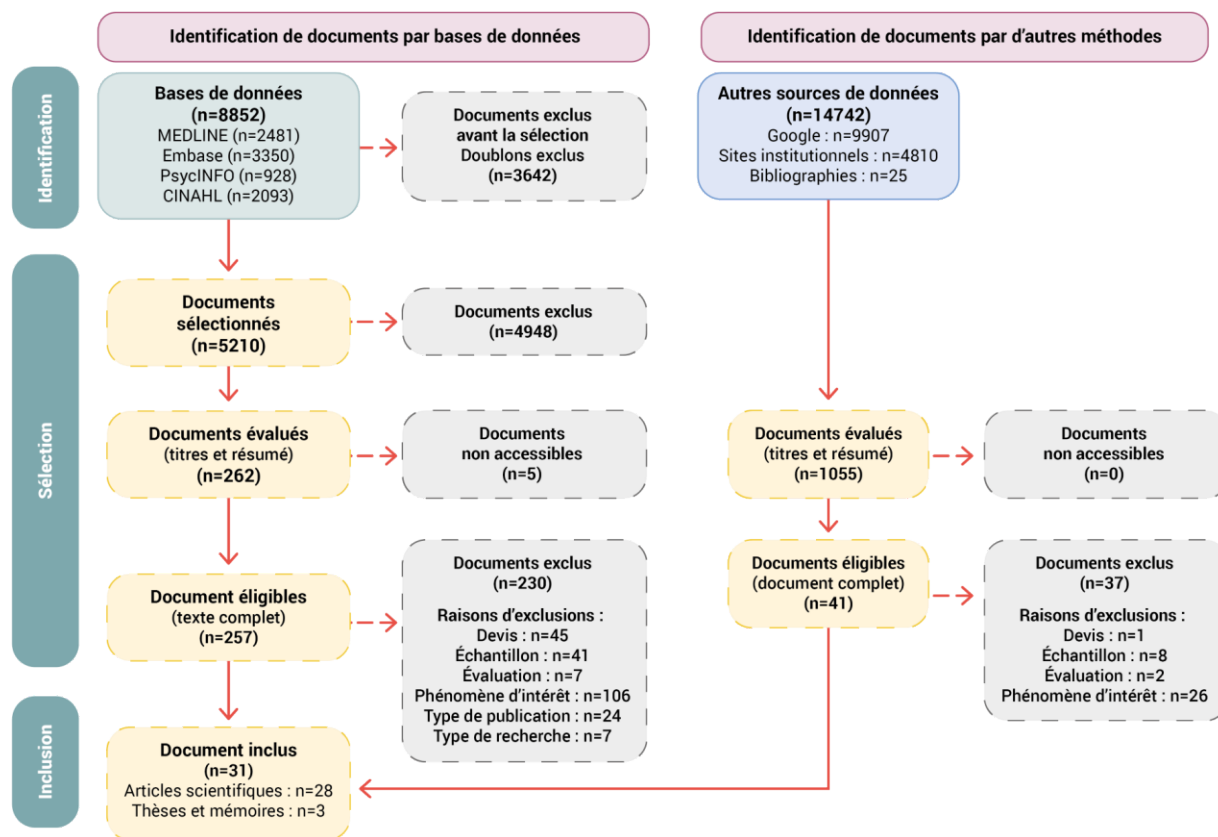 Identification de documents par bases de données
Identification de documents par d'autres méthodes
Identification
Bases de données
(n=8852)
MEDLINE (n=2481)
Embase (n=3350)
PsycINFO (n=928)
CINAHL (n=2093)
Documents exclus
avant la sélection
Doublons exclus
(n=3642)
Autres sources de données
(n=14742)
Google : n=9907
Sites institutionnels : n=4810
Bibliographies : n=25
Sélection
Documents
sélectionnés
(n=5210)
Documents exclus
(n=4948)
Documents évalués
(titres et résumé)
(n=262)
Documents
non accessibles
(n=5)
Documents évalués
(titres et résumé)
(n=1055)
Documents
non accessibles
(n=0)
Document éligibles
(texte complet)
(n=257)
Documents exclus
(n=230)
Raisons d'exclusions :
Devis : n=45
Échantillon : n=41
Évaluation : n=7
Phénomène d'intérêt : n=106
Type de publication : n=24
Type de recherche : n=7
Documents éligibles
(document complet)
(n=41)
Documents exclus
(n=37)
Raisons d'exclusions :
Devis : n=1
Échantillon : n=8
Évaluation : n=2
Phénomène d'intérêt : n=26
Inclusion
Document inclus
(n=31)
Articles scientifiques : n=28
Thèses et mémoires : n=3